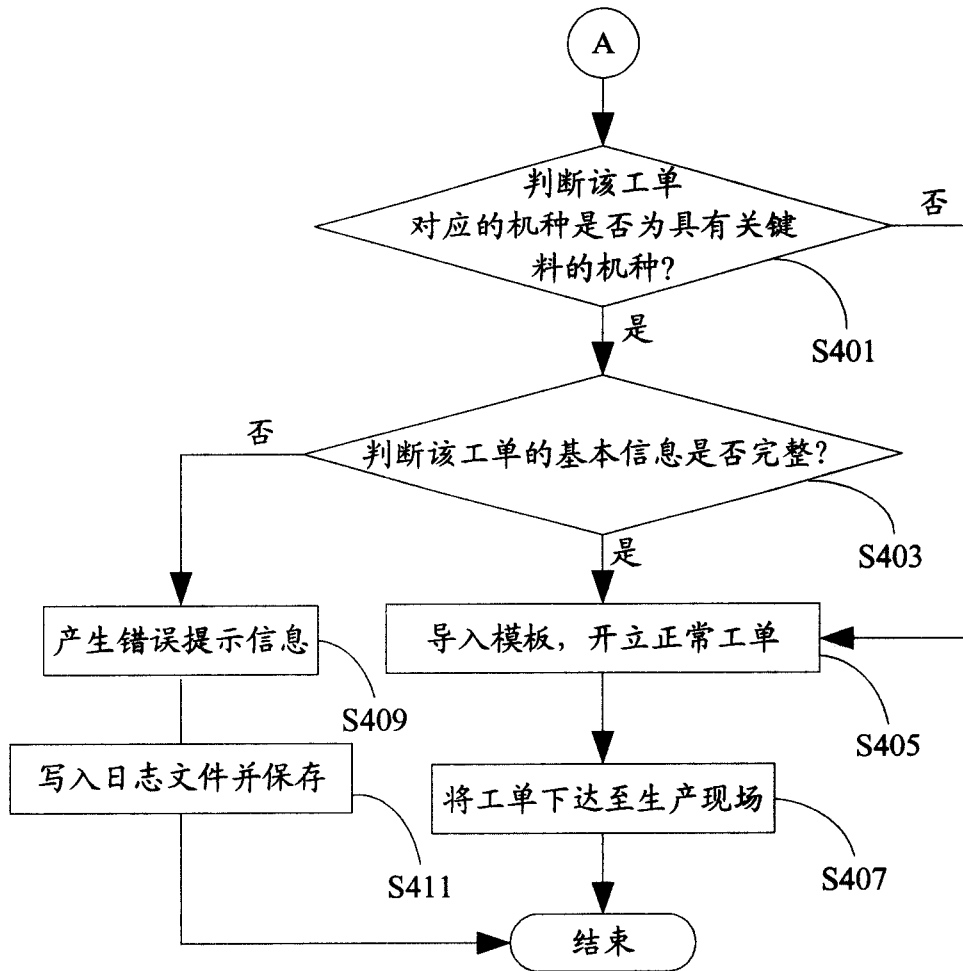 A
判断该工单
对应的机种是否为具有关键
料的机种？
否
S401
是
判断该工单的基本信息是否完整？
否
S403
是
产生错误提示信息
导入模板，开立正常工单
S409
S405
写入日志文件并保存
将工单下达至生产现场
S411
S407
结束